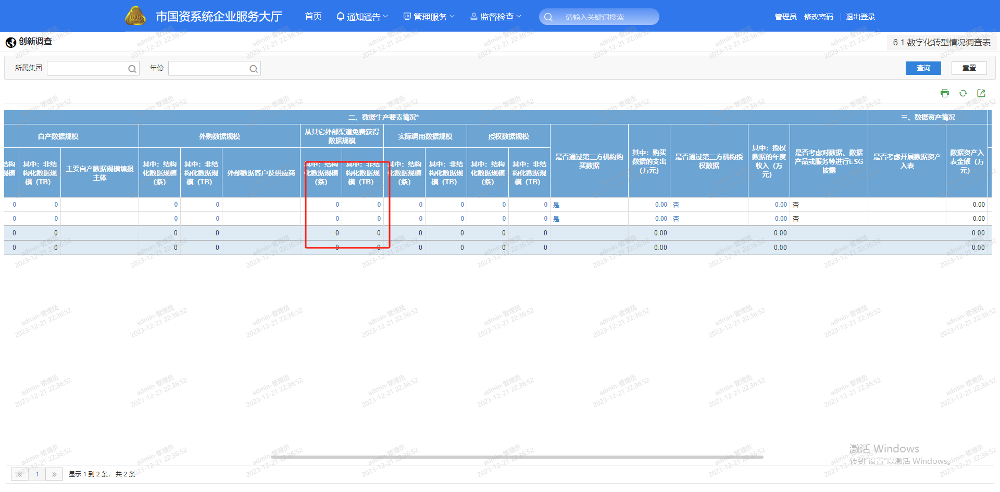 市国资系统企业服务大厅
首页
通知通告
管理服务
监督检查
请输入关键词搜索
管理员
修改密码
退出登录
创新调查
6.1 数字化转型情况调查表
所属集团
年份
查询
重置
二、数据生产要素情况*
三、数据资产情况
自产数据规模
外购数据规模
从其它外部渠道免费获得
数据规模
实际调用数据规模
授权数据规模
是否通过第三方机构购
买数据
其中：购买
数据的支出
(万元)
是否通过第三方机构授
权数据
其中：授权
数据的年度
收入（万
元）
是否考虑对数据、数据
产品或服务等进行ESG
披露
是否考虑开展数据资产
入表
数据资产入
表金额（万
元）
结构
规模
其中：非结
构化数据规
模（TB）
主要自产数据规模填报
主体
其中：结构
化数据规模
(条)
其中：非结
构化数据规
模（TB）
外部数据客户及供应商
其中：结构
化数据规模
(条)
其中：非结
构化数据规
模（TB）
其中：结构
化数据规模
(条)
其中：非结
构化数据规
模（TB）
其中：结构
化数据规模
(条)
其中：非结
构化数据规
模（TB）
0 0 0 0 0 0 0 0 0 0 是 0.00 否 0.00 否 0.00
0 0 0 0 0 0 0 0 0 0 是 0.00 否 0.00 否 0.00
0 0 0 0 0 0 0 0 0 0 0.00 0.00 0.00
0 0 0 0 0 0 0 0 0 0 0.00 0.00 0.00
admin-管理员
2023-12-21 22:36:52
激活 Windows
转到"设置"以激活 Windows。
« 1 »
显示 1 到 2 条， 共 2 条